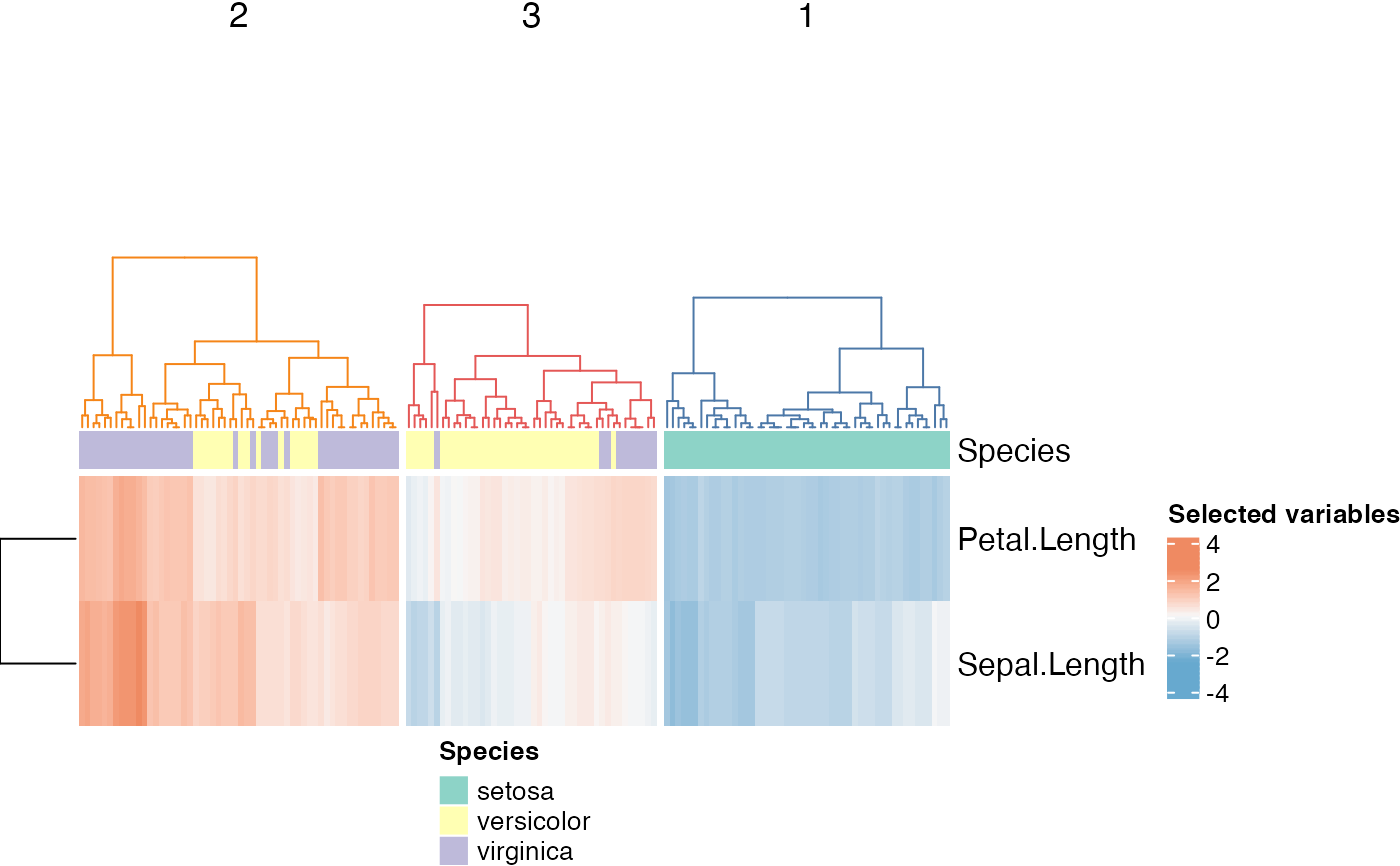 2 3 1
Species
Petal.Length
Sepal.Length
Selected variables
4
2
0
-2
-4
Species
setosa
versicolor
virginica